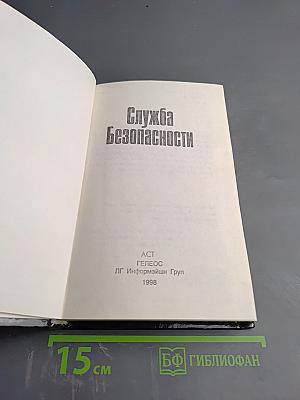 Служба
Безопасности
АСТ
ГЕЛЕОС
ЛГ Информэйшн Груп
1998
15 см
БФ ГИБЛИОФАН